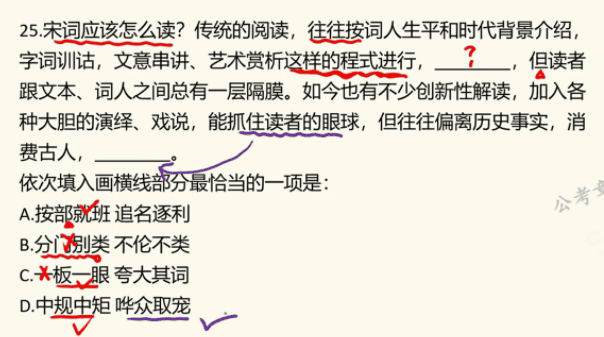 25.宋词应该怎么读？传统的阅读，往往按词人生平和时代背景介绍，
字词训诂，文意串讲、艺术赏析这样的程式进行，________，但读者
跟文本、词人之间总有一层隔膜。如今也有不少创新性解读，加入各
种大胆的演绎、戏说，能抓住读者的眼球，但往往偏离历史事实，消
费古人，________。
依次填入画横线部分最恰当的一项是：
A.按部就班 追名逐利
B.分门别类 不伦不类
C.一板一眼 夸大其词
D.中规中矩 哗众取宠
公考